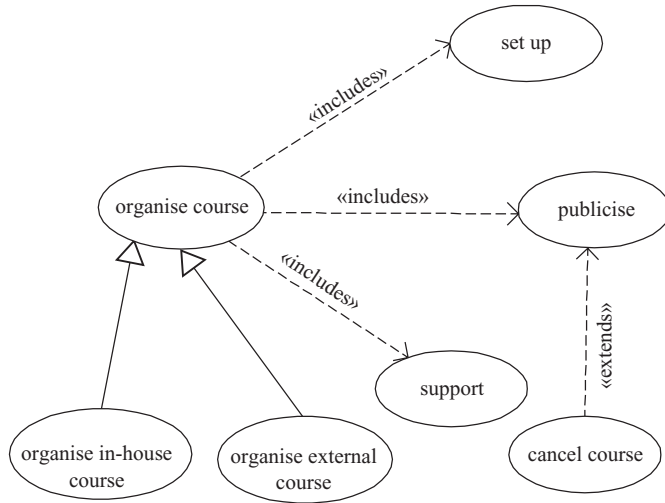 set up
«includes»
organise course
«includes»
publicise
«includes»
«extends»
support
organise in-house
course
organise external
course
cancel course